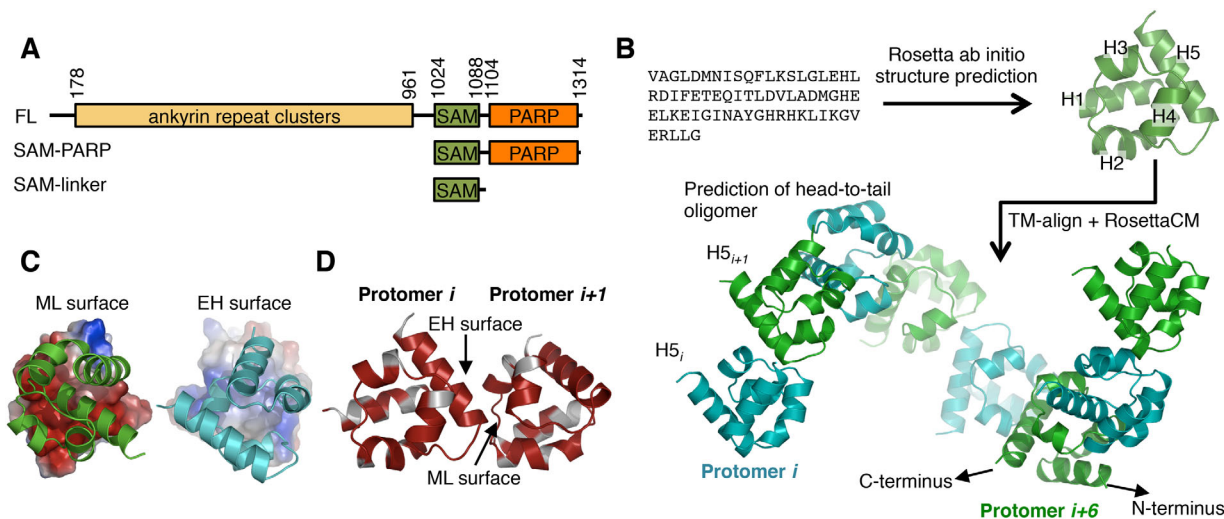 A
178
961
1024
1088
1104
1314
FL
ankyrin repeat clusters
SAM
PARP
SAM-PARP
SAM
PARP
SAM-linker
SAM
B
VAGLDMNISQFLKSLGLEHL
RDIFETEQITLDVLADMGHE
ELKEIGINAYGHRHKLIKGV
ERLLG
Rosetta ab initio
structure prediction
H3
H5
H1
H4
H2
TM-align + RosettaCM
Prediction of head-to-tail
oligomer
H5i+1
H5i
Protomer i
C-terminus
Protomer i+6
N-terminus
C
ML surface
EH surface
D
Protomer i
Protomer i+1
EH surface
ML surface